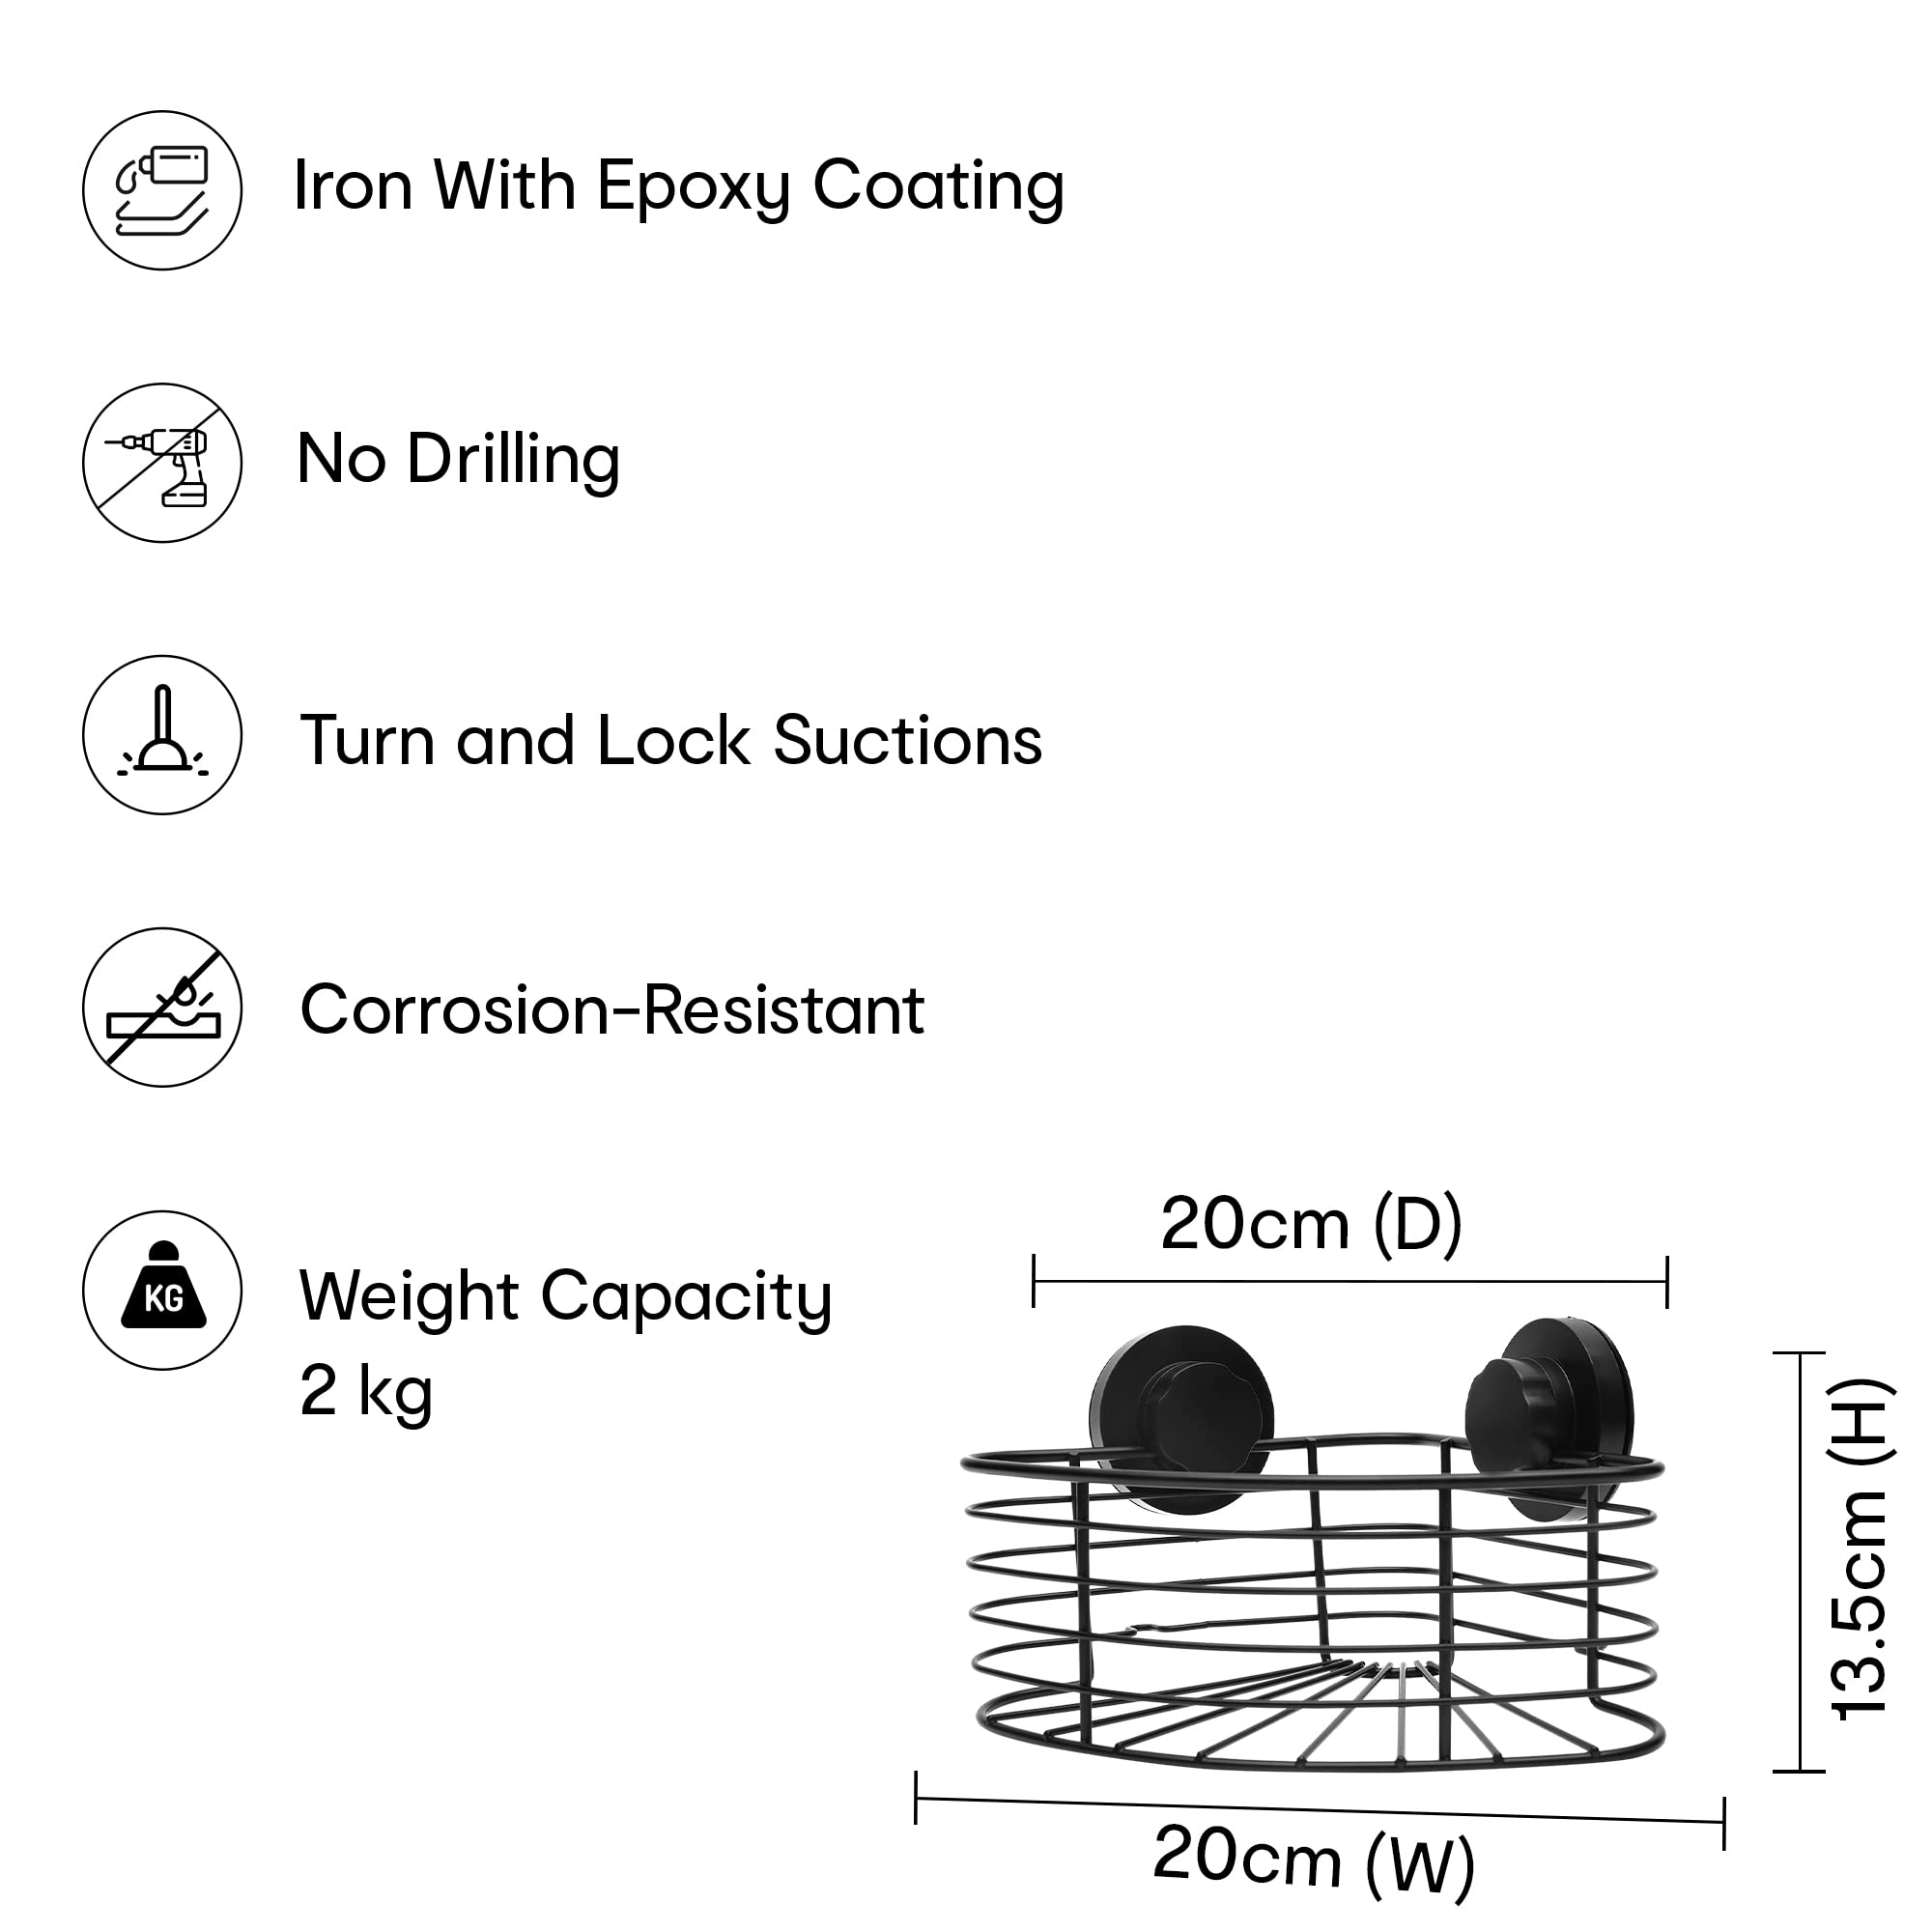 Iron With Epoxy Coating
No Drilling
Turn and Lock Suctions
Corrosion-Resistant
KG
Weight Capacity
2 kg
20cm (D)
13.5cm (H)
20cm (W)